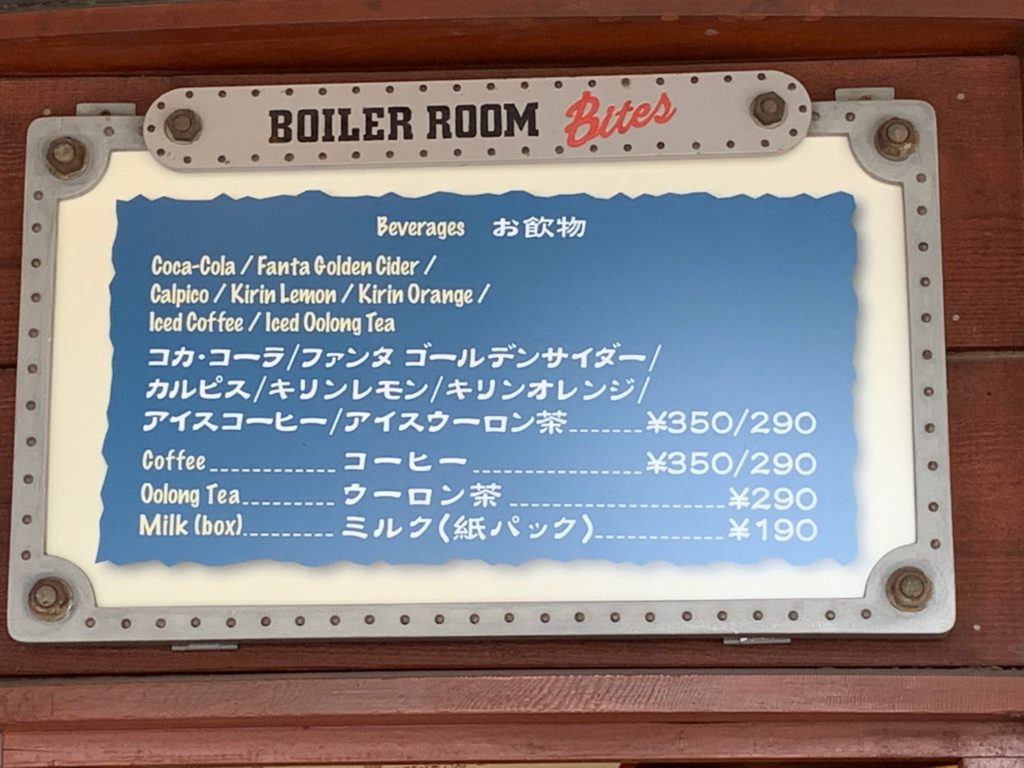 BOILER ROOM Bites
Beverages お飲物
Coca-Cola / Fanta Golden Cider /
Calpico / Kirin Lemon / Kirin Orange /
Iced Coffee / Iced Oolong Tea
コカ・コーラ/ファンタ ゴールデンサイダー/
カルピス/キリンレモン/キリンオレンジ/
アイスコーヒー/アイスウーロン茶.......¥350/290
Coffee............コーヒー................¥350/290
Oolong Tea.........ウーロン茶....................¥290
Milk (box).........ミルク(紙パック)............¥190